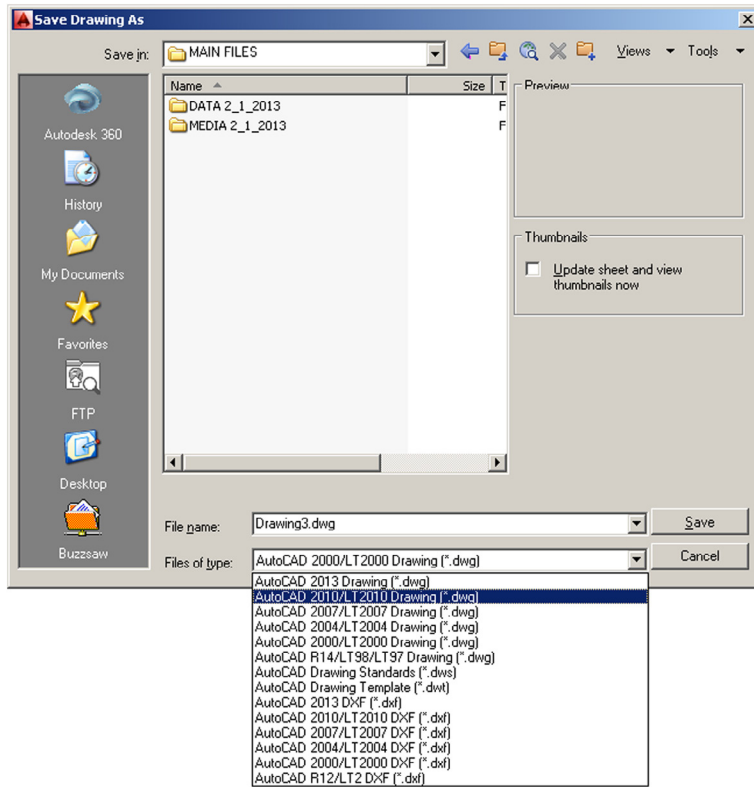 Save Drawing As
Save in: MAIN FILES Views Tools
Name Size T
DATA 2_1_2013 F
MEDIA 2_1_2013 F
Preview
Thumbnails
Update sheet and view
thumbnails now
Autodesk 360
History
My Documents
Favorites
FTP
Desktop
Buzzsaw
File name: Drawing3.dwg Save
Files of type: AutoCAD 2000/LT2000 Drawing (*.dwg) Cancel
AutoCAD 2013 Drawing (*.dwg)
AutoCAD 2010/LT2010 Drawing (*.dwg)
AutoCAD 2007/LT2007 Drawing (*.dwg)
AutoCAD 2004/LT2004 Drawing (*.dwg)
AutoCAD 2000/LT2000 Drawing (*.dwg)
AutoCAD R14/LT98/LT97 Drawing (*.dwg)
AutoCAD Drawing Standards (*.dws)
AutoCAD Drawing Template (*.dwt)
AutoCAD 2013 DXF (*.dxf)
AutoCAD 2010/LT2010 DXF (*.dxf)
AutoCAD 2007/LT2007 DXF (*.dxf)
AutoCAD 2004/LT2004 DXF (*.dxf)
AutoCAD 2000/LT2000 DXF (*.dxf)
AutoCAD R12/LT2 DXF (*.dxf)